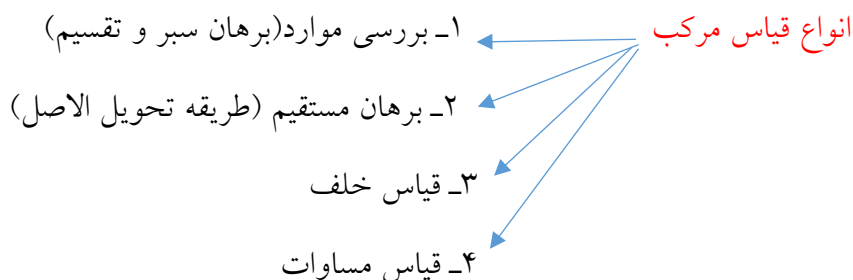 انواع قیاس مرکب
۱ـ بررسی موارد(برهان سبر و تقسیم)
۲ـ برهان مستقیم (طریقه تحویل الاصل)
۳ـ قیاس خلف
۴ـ قیاس مساوات